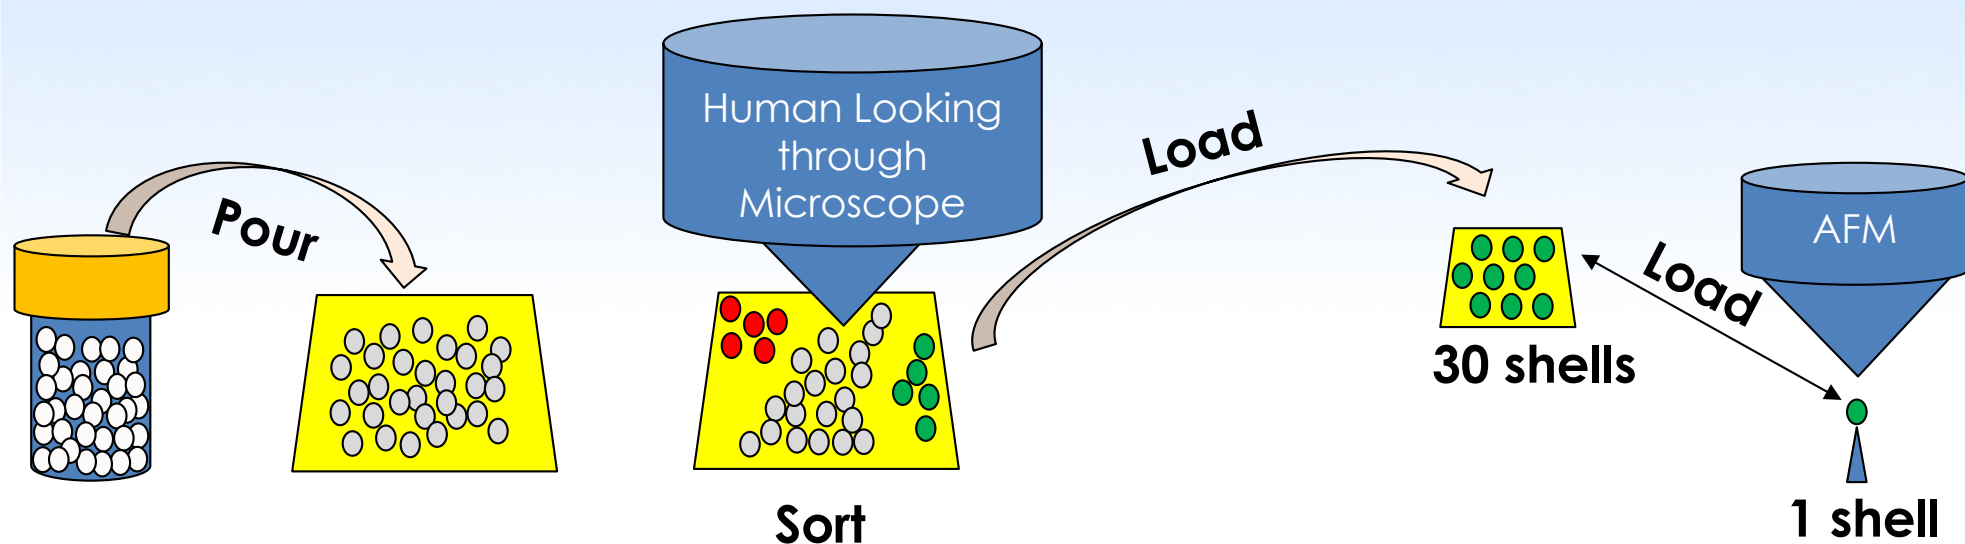 Pour
Human Looking
through
Microscope
Sort
Load
30 shells
Load
AFM
1 shell